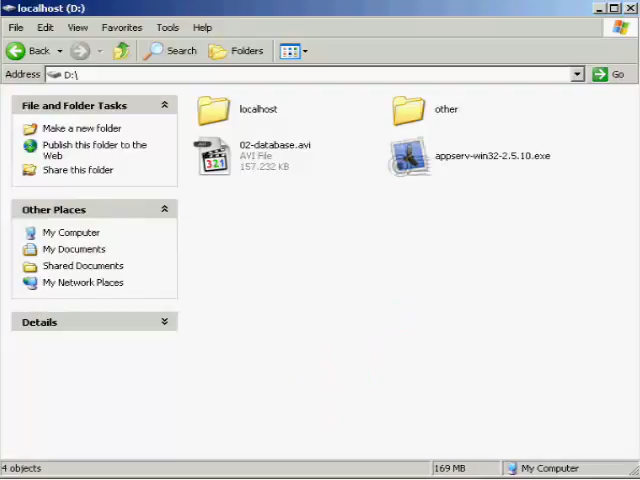 localhost (D:)
File Edit View Favorites Tools Help
Back Search Folders
Address D:\ Go
File and Folder Tasks
Make a new folder
Publish this folder to the
Web
Share this folder
Other Places
My Computer
My Documents
Shared Documents
My Network Places
Details
localhost
other
02-database.avi
AVI File
157.232 KB
321
appserv-win32-2.5.10.exe
4 objects
169 MB
My Computer